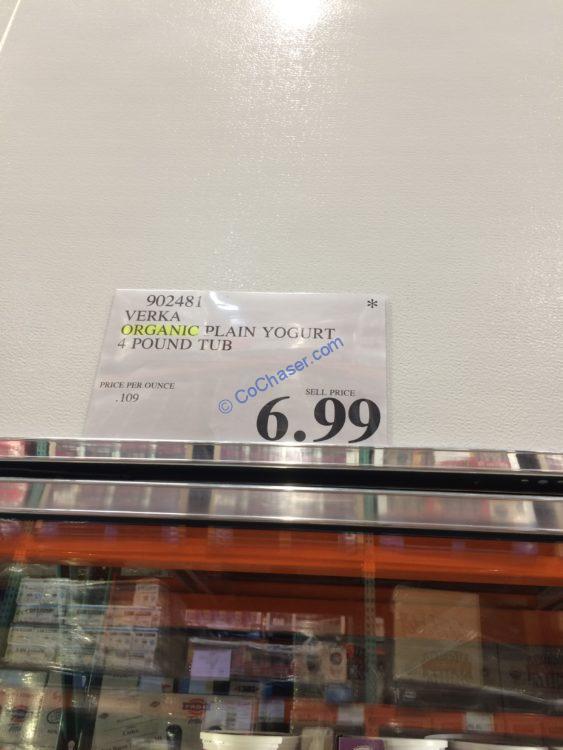 902481 *
VERKA
ORGANIC PLAIN YOGURT
4 POUND TUB
PRICE PER OUNCE
.109
SELL PRICE
6.99
© CoChaser.com